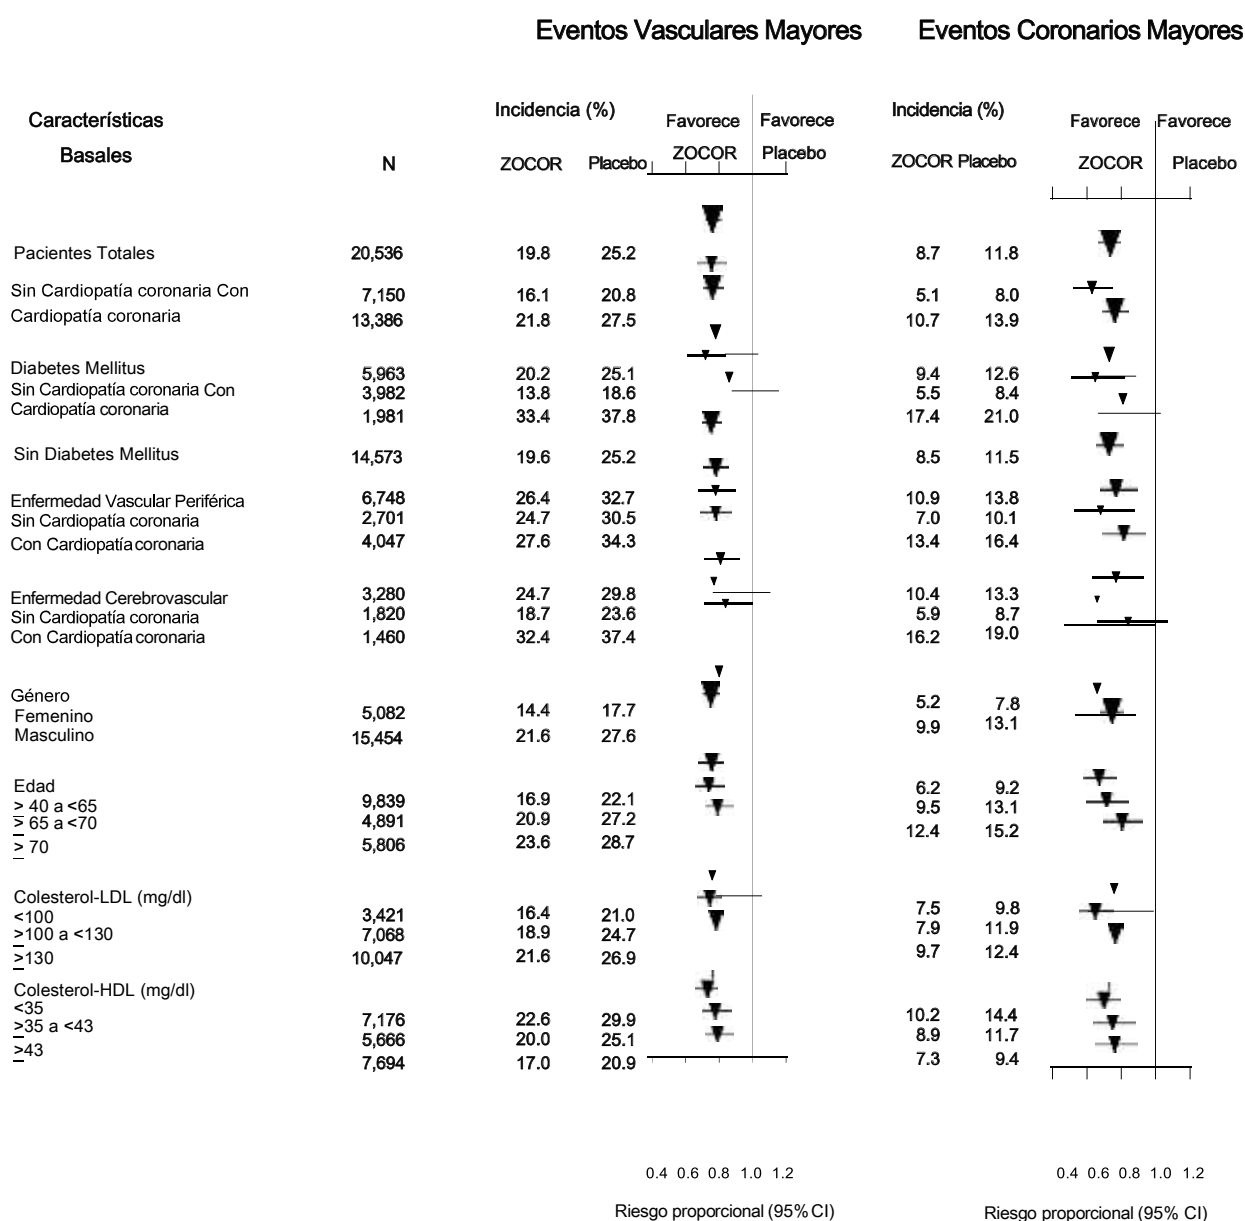 Eventos Vasculares Mayores Eventos Coronarios Mayores
Características Incidencia (%) Favorece Favorece Incidencia (%) Favorece Favorece
Basales N ZOCOR Placebo ZOCOR Placebo ZOCOR Placebo ZOCOR Placebo
Pacientes Totales 20,536 19.8 25.2 8.7 11.8
Sin Cardiopatía coronaria Con 7,150 16.1 20.8 5.1 8.0
Cardiopatía coronaria 13,386 21.8 27.5 10.7 13.9
Diabetes Mellitus 5,963 20.2 25.1 9.4 12.6
Sin Cardiopatía coronaria Con 3,982 13.8 18.6 5.5 8.4
Cardiopatía coronaria 1,981 33.4 37.8 17.4 21.0
Sin Diabetes Mellitus 14,573 19.6 25.2 8.5 11.5
Enfermedad Vascular Periférica 6,748 26.4 32.7 10.9 13.8
Sin Cardiopatía coronaria 2,701 24.7 30.5 7.0 10.1
Con Cardiopatía coronaria 4,047 27.6 34.3 13.4 16.4
Enfermedad Cerebrovascular 3,280 24.7 29.8 10.4 13.3
Sin Cardiopatía coronaria 1,820 18.7 23.6 5.9 8.7
Con Cardiopatía coronaria 1,460 32.4 37.4 16.2 19.0
Género
Femenino 5,082 14.4 17.7 5.2 7.8
Masculino 15,454 21.6 27.6 9.9 13.1
Edad
≥ 40 a <65 9,839 16.9 22.1 6.2 9.2
≥ 65 a <70 4,891 20.9 27.2 9.5 13.1
≥ 70 5,806 23.6 28.7 12.4 15.2
Colesterol-LDL (mg/dl)
<100 3,421 16.4 21.0 7.5 9.8
≥100 a <130 7,068 18.9 24.7 7.9 11.9
≥130 10,047 21.6 26.9 9.7 12.4
Colesterol-HDL (mg/dl)
<35 7,176 22.6 29.9 10.2 14.4
≥35 a <43 5,666 20.0 25.1 8.9 11.7
≥43 7,694 17.0 20.9 7.3 9.4
0.4 0.6 0.8 1.0 1.2 0.4 0.6 0.8 1.0 1.2
Riesgo proporcional (95% CI) Riesgo proporcional (95% CI)